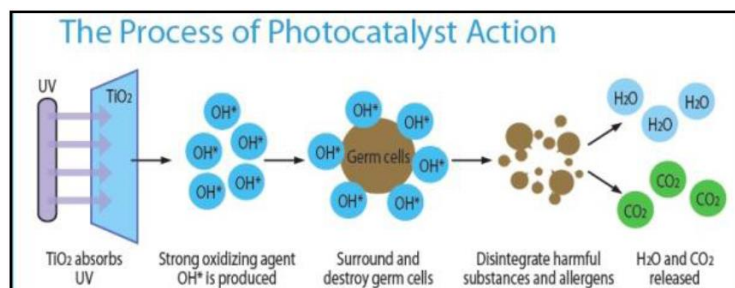 The Process of Photocatalyst Action
UV
TiO2
OH*
OH*
OH*
OH*
OH*
OH*
OH*
OH*
OH*
OH*
OH*
Germ cells
H2O
H2O
H2O
CO2
CO2
CO2
TiO2 absorbs
UV
Strong oxidizing agent
OH* is produced
Surround and
destroy germ cells
Disintegrate harmful
substances and allergens
H2O and CO2
released